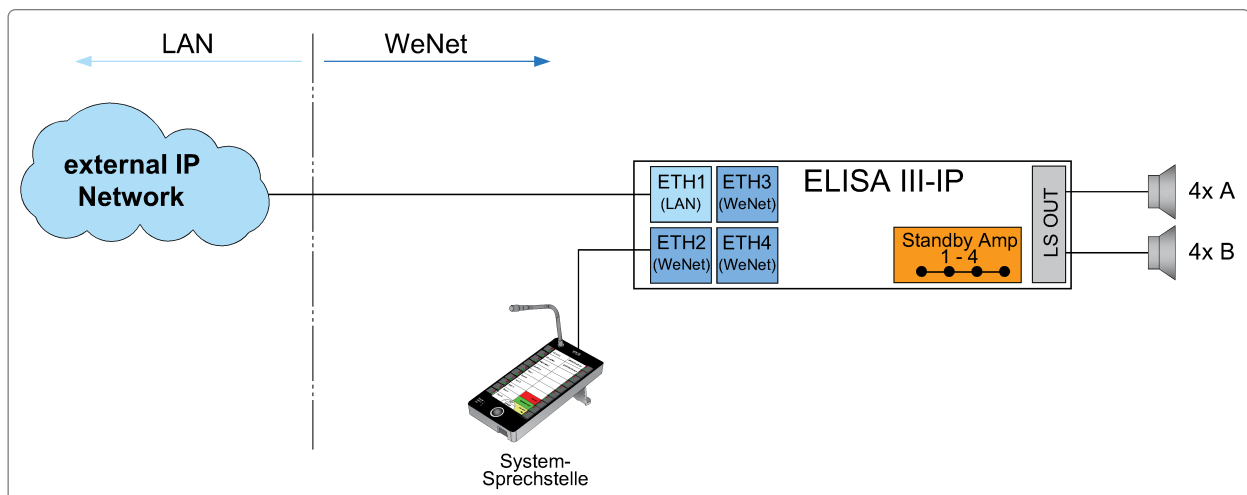 LAN
WeNet
external IP
Network
ETH1
(LAN)
ETH3
(WeNet)
ELISA III-IP
ETH2
(WeNet)
ETH4
(WeNet)
Standby Amp
1 - 4
LS OUT
4x A
4x B
System-
Sprechstelle